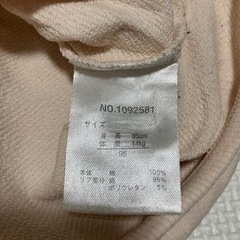 NO.1092581
サイズ
身 長 95cm
体 重 14kg
95
本体 綿 100%
リブ部分 綿 95%
ポリウレタン 5%